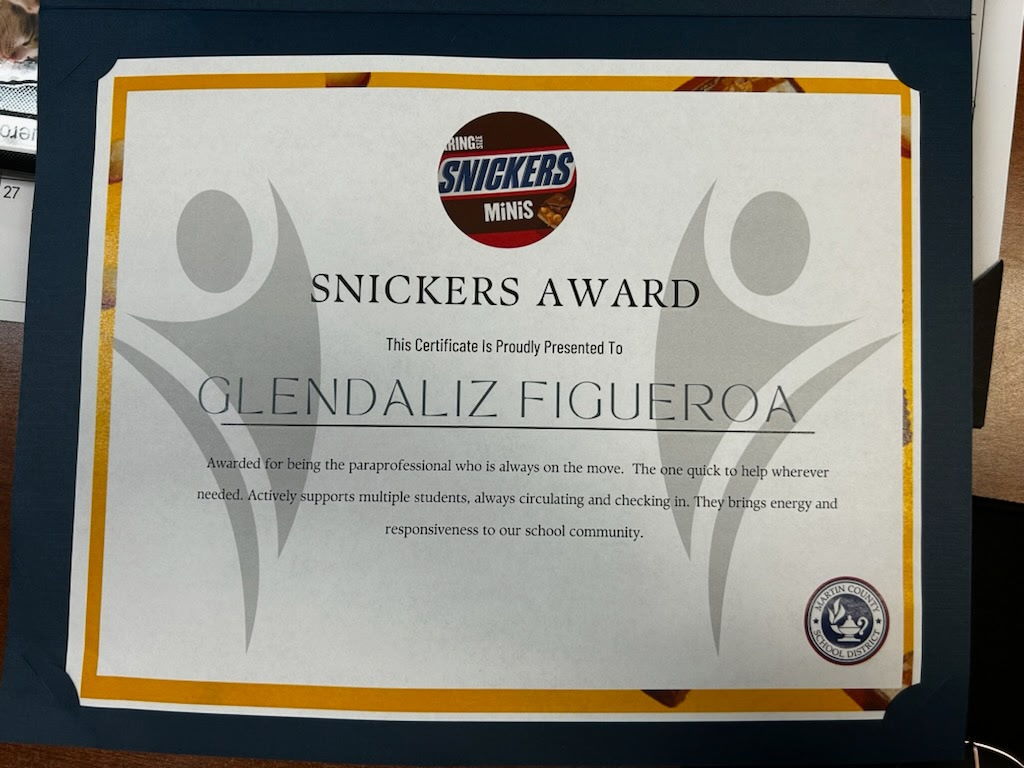 27
RING SIZE
SNICKERS
MiNiS
SNICKERS AWARD
This Certificate Is Proudly Presented To
GLENDALIZ FIGUEROA
Awarded for being the paraprofessional who is always on the move. The one quick to help wherever
needed. Actively supports multiple students, always circulating and checking in. They brings energy and
responsiveness to our school community.
MARTIN COUNTY
SCHOOL DISTRICT